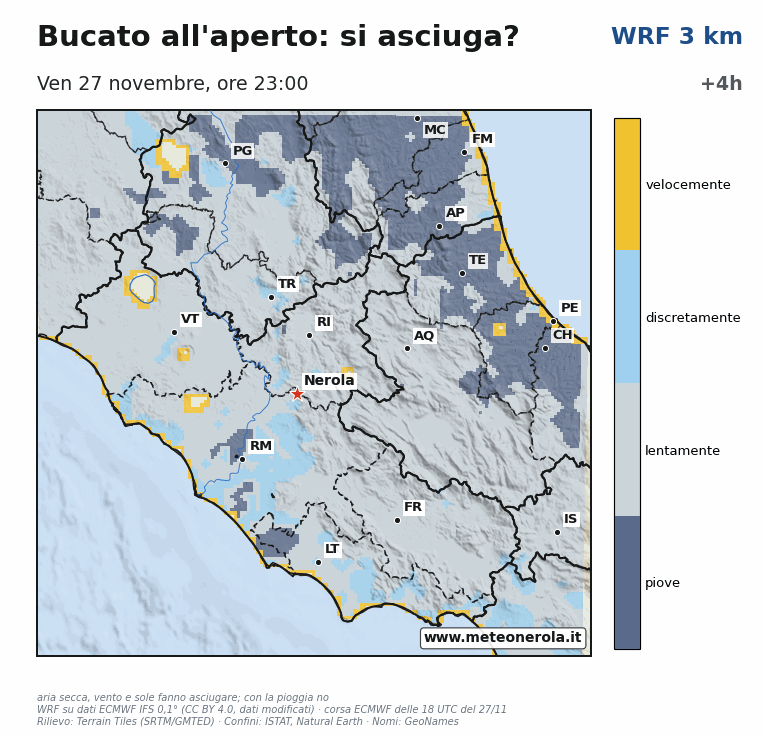 Bucato all'aperto: si asciuga?
WRF 3 km
Ven 27 novembre, ore 23:00
+4h
MC
FM
PG
AP
TE
TR
PE
VT
RI
AQ
CH
Nerola
RM
FR
IS
LT
www.meteonerola.it
velocemente
discretamente
lentamente
piove
aria secca, vento e sole fanno asciugare; con la pioggia no
WRF su dati ECMWF IFS 0,1° (CC BY 4.0, dati modificati) · corsa ECMWF delle 18 UTC del 27/11
Rilievo: Terrain Tiles (SRTM/GMTED) · Confini: ISTAT, Natural Earth · Nomi: GeoNames